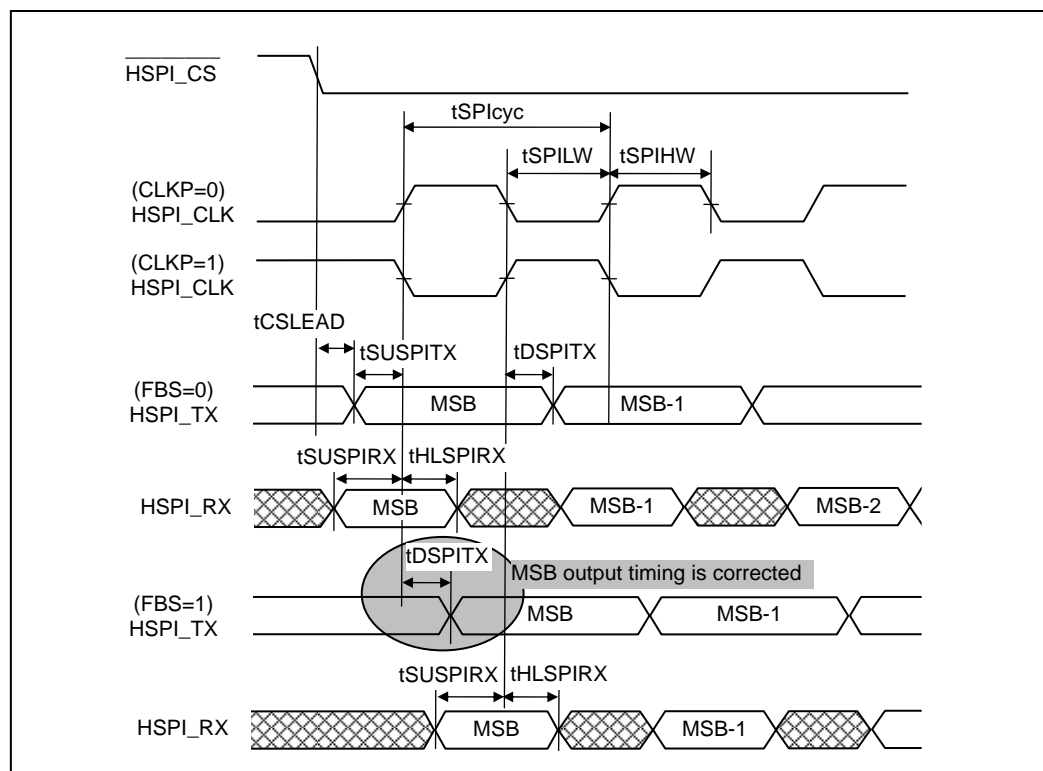 HSPI_CS
tSPIcyc
tSPILW tSPIHW
(CLKP=0)
HSPI_CLK
(CLKP=1)
HSPI_CLK
tCSLEAD
tSUSPITX tDSPITX
(FBS=0)
HSPI_TX
MSB MSB-1
tSUSPIRX tHLSPIRX
HSPI_RX MSB MSB-1 MSB-2
tDSPITX
MSB output timing is corrected
(FBS=1)
HSPI_TX
MSB MSB-1
tSUSPIRX tHLSPIRX
HSPI_RX MSB MSB-1